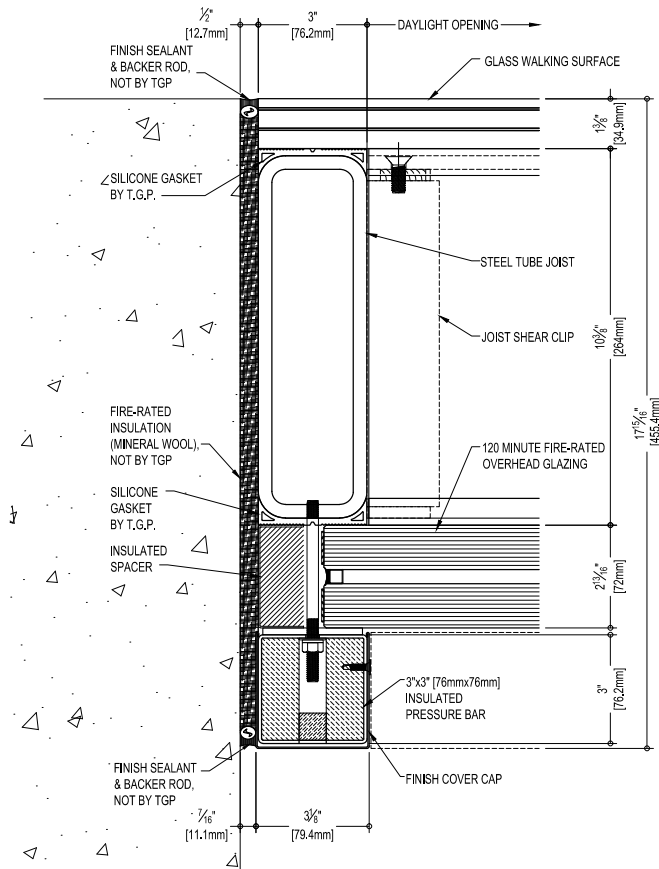 1/2"
[12.7mm]
3"
[76.2mm]
DAYLIGHT OPENING
FINISH SEALANT
& BACKER ROD,
NOT BY TGP
GLASS WALKING SURFACE
1 3/8"
[34.9mm]
SILICONE GASKET
BY T.G.P.
STEEL TUBE JOIST
JOIST SHEAR CLIP
10 3/8"
[264mm]
17 15/16"
[455.4mm]
FIRE-RATED
INSULATION
(MINERAL WOOL),
NOT BY TGP
120 MINUTE FIRE-RATED
OVERHEAD GLAZING
SILICONE
GASKET
BY T.G.P.
INSULATED
SPACER
2 13/16"
[72mm]
3"x3" [76mmx76mm]
INSULATED
PRESSURE BAR
3"
[76.2mm]
FINISH SEALANT
& BACKER ROD,
NOT BY TGP
FINISH COVER CAP
7/16"
[11.1mm]
3 1/8"
[79.4mm]